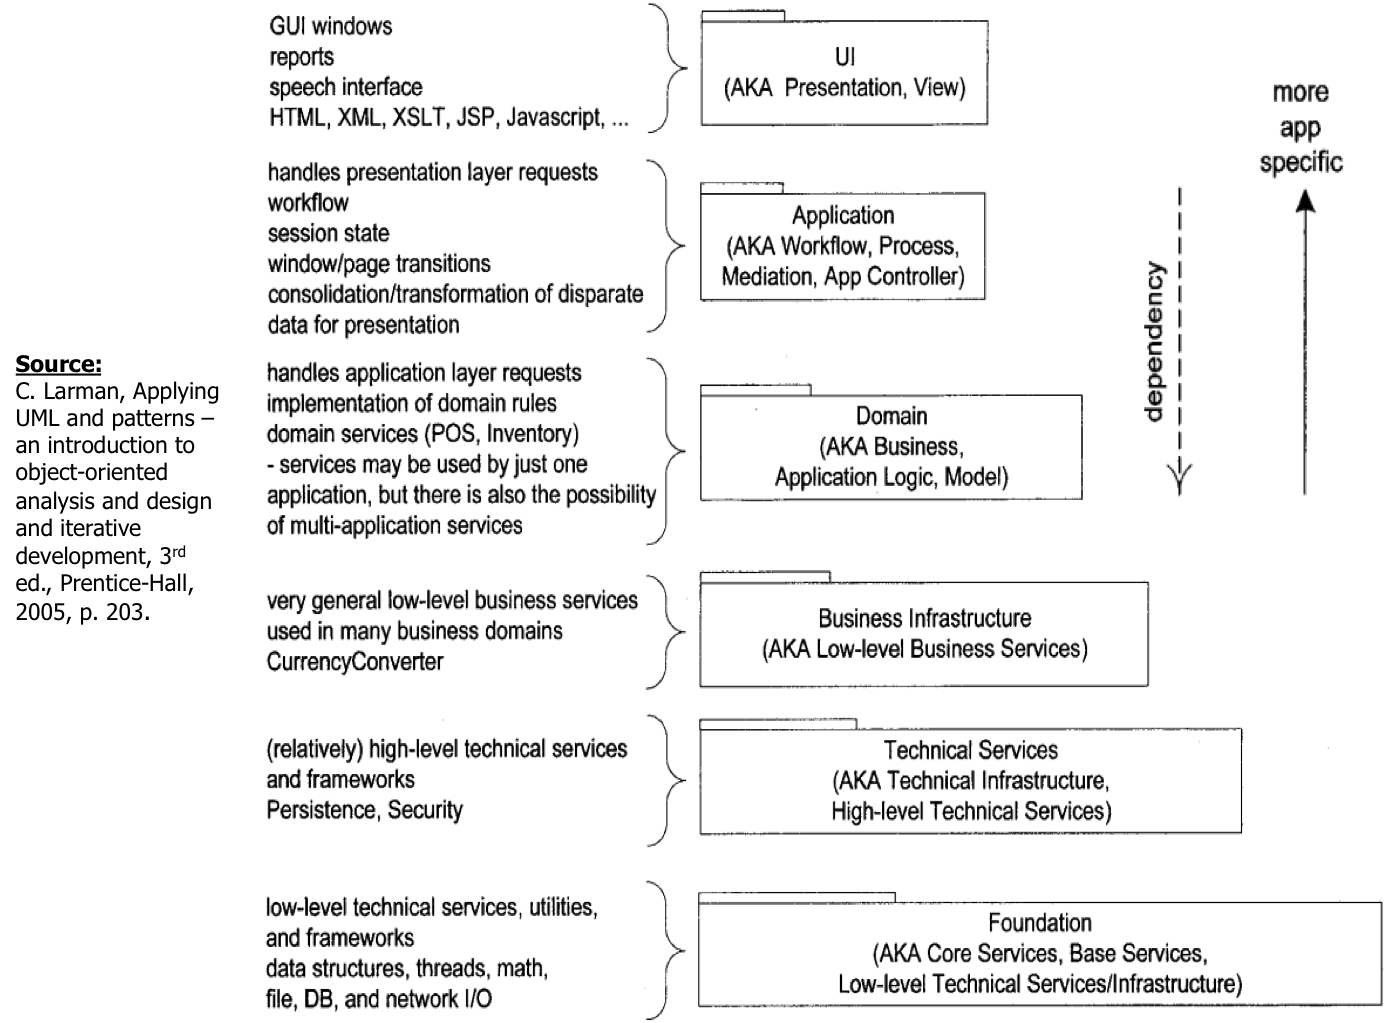 GUI windows
reports
speech interface
HTML, XML, XSLT, JSP, Javascript, ...
UI
(AKA Presentation, View)
more
app
specific
handles presentation layer requests
workflow
session state
window/page transitions
consolidation/transformation of disparate
data for presentation
Application
(AKA Workflow, Process,
Mediation, App Controller)
dependency
Source:
C. Larman, Applying
UML and patterns –
an introduction to
object-oriented
analysis and design
and iterative
development, 3rd
ed., Prentice-Hall,
2005, p. 203.
handles application layer requests
implementation of domain rules
domain services (POS, Inventory)
- services may be used by just one
application, but there is also the possibility
of multi-application services
Domain
(AKA Business,
Application Logic, Model)
very general low-level business services
used in many business domains
CurrencyConverter
Business Infrastructure
(AKA Low-level Business Services)
(relatively) high-level technical services
and frameworks
Persistence, Security
Technical Services
(AKA Technical Infrastructure,
High-level Technical Services)
low-level technical services, utilities,
and frameworks
data structures, threads, math,
file, DB, and network I/O
Foundation
(AKA Core Services, Base Services,
Low-level Technical Services/Infrastructure)